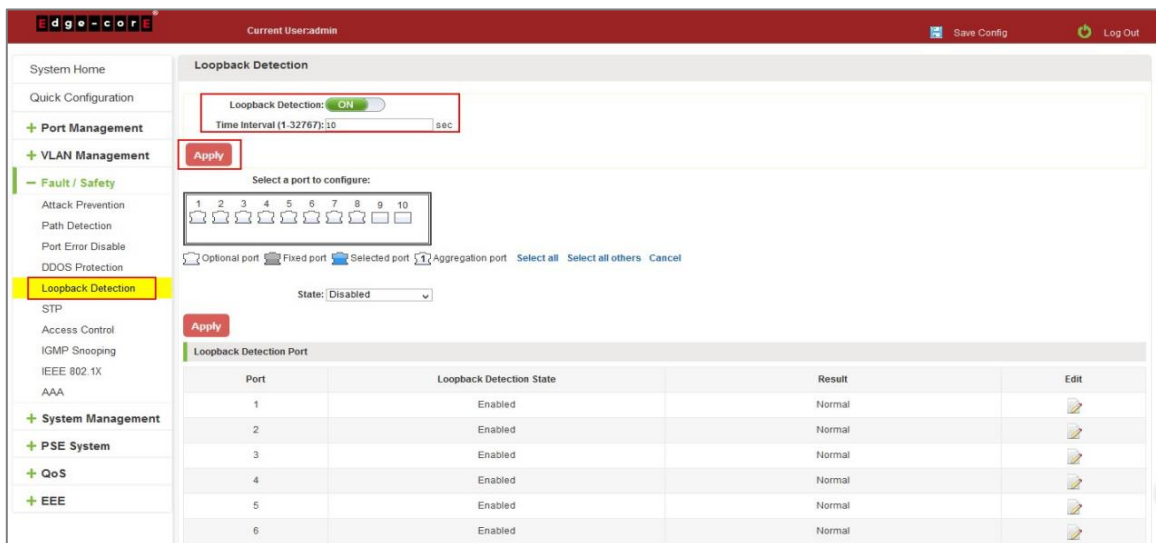 Edge-corE®
Current User:admin
Save Config
Log Out
System Home
Quick Configuration
+ Port Management
+ VLAN Management
− Fault / Safety
Attack Prevention
Path Detection
Port Error Disable
DDOS Protection
Loopback Detection
STP
Access Control
IGMP Snooping
IEEE 802.1X
AAA
+ System Management
+ PSE System
+ QoS
+ EEE
Loopback Detection
Loopback Detection: ON
Time Interval (1-32767): 10 sec
Apply
Select a port to configure:
1 2 3 4 5 6 7 8 9 10
Optional port Fixed port Selected port 1 Aggregation port Select all Select all others Cancel
State: Disabled
Apply
Loopback Detection Port
Port Loopback Detection State Result Edit
1 Enabled Normal
2 Enabled Normal
3 Enabled Normal
4 Enabled Normal
5 Enabled Normal
6 Enabled Normal